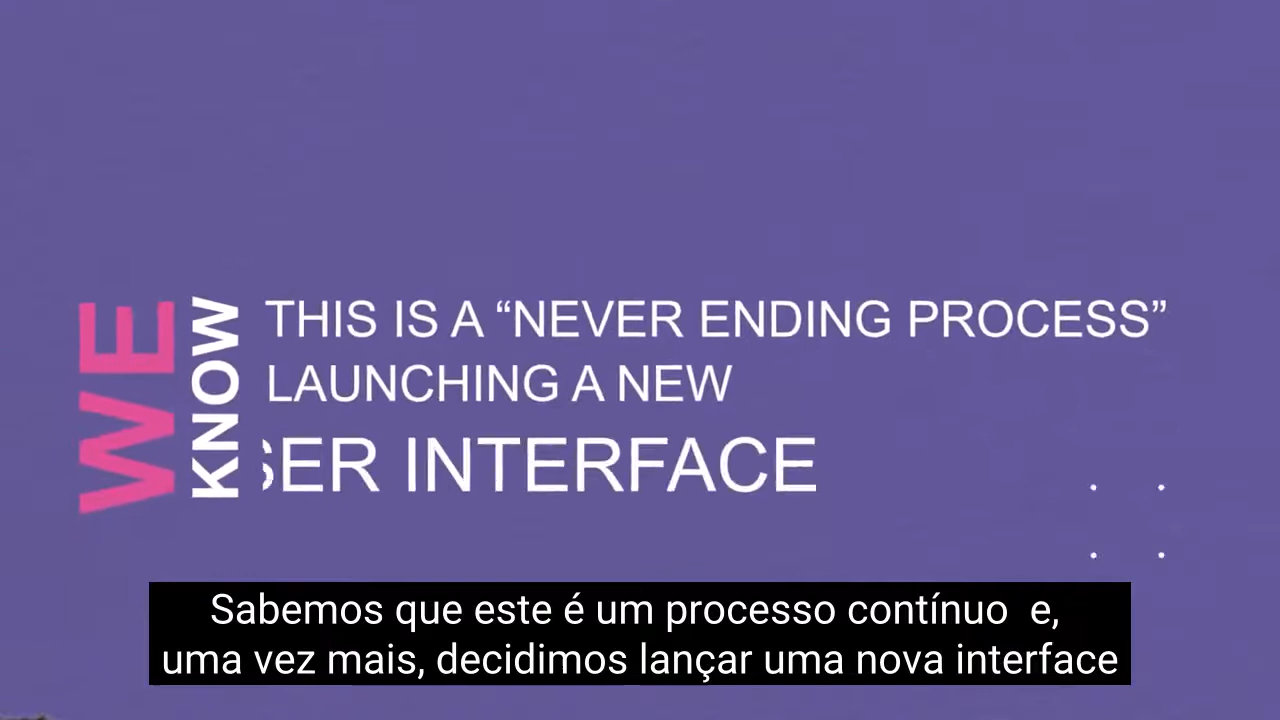 WE
KNOW
THIS IS A “NEVER ENDING PROCESS”
LAUNCHING A NEW
SER INTERFACE
Sabemos que este é um processo contínuo e,
uma vez mais, decidimos lançar uma nova interface